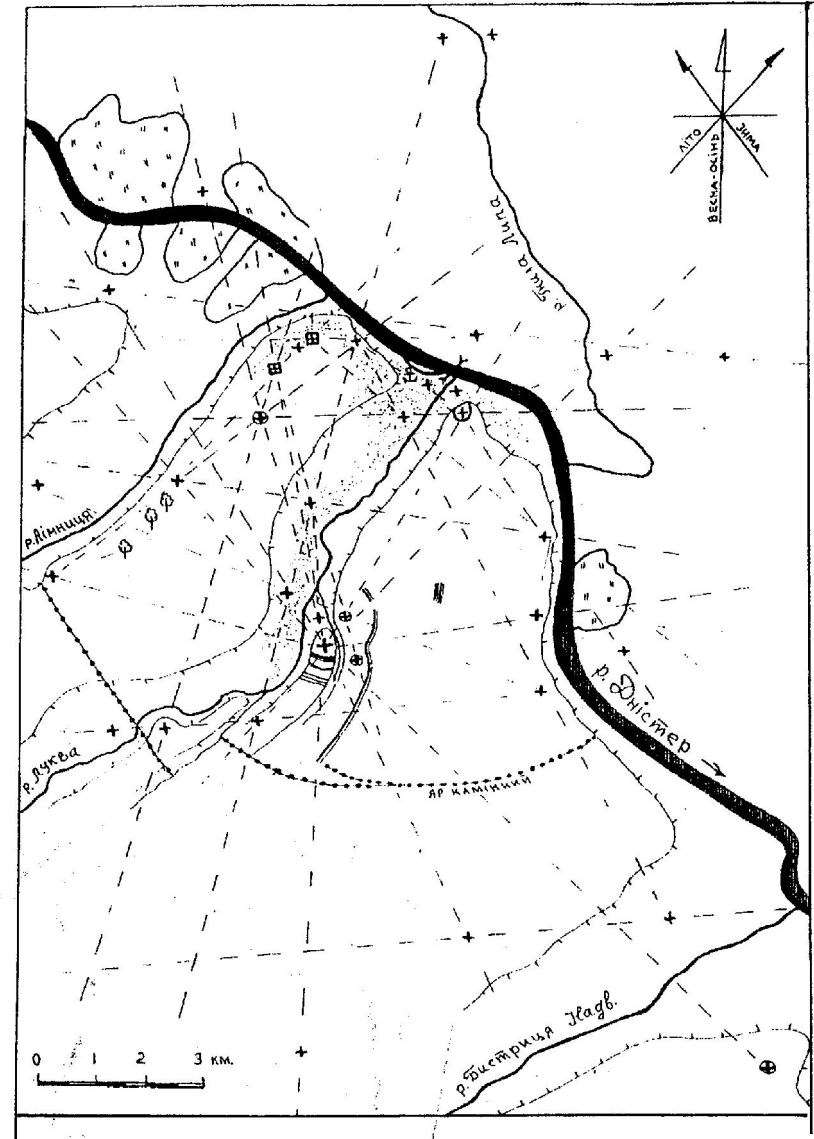 ЛІТО
ВЕСНА-ОСІНЬ
ЗИМА
р. Гнила Липа
р. Лімниця
р. Дністер
р. Луква
ЯР КАМІННИЙ
р. Бистриця Надв.
0 1 2 3 КМ.